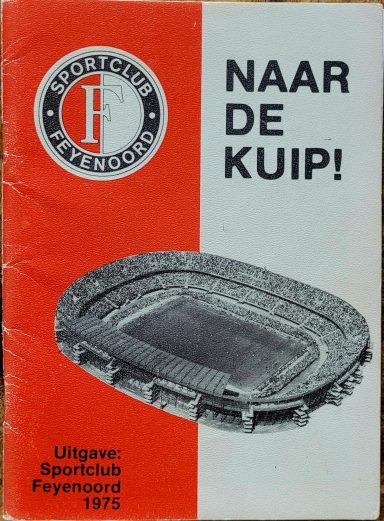 SPORTCLUB
FEYENOORD
F
NAAR
DE
KUIP!
Uitgave:
Sportclub
Feyenoord
1975